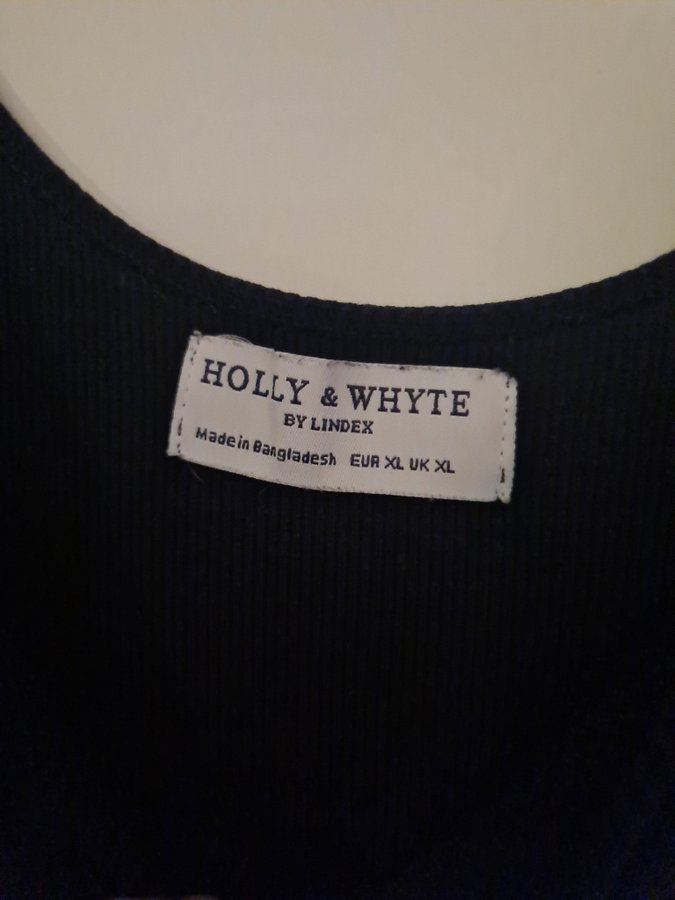 HOLLY & WHYTE
BY LINDEX
Made in Bangladesh EUR XL UK XL